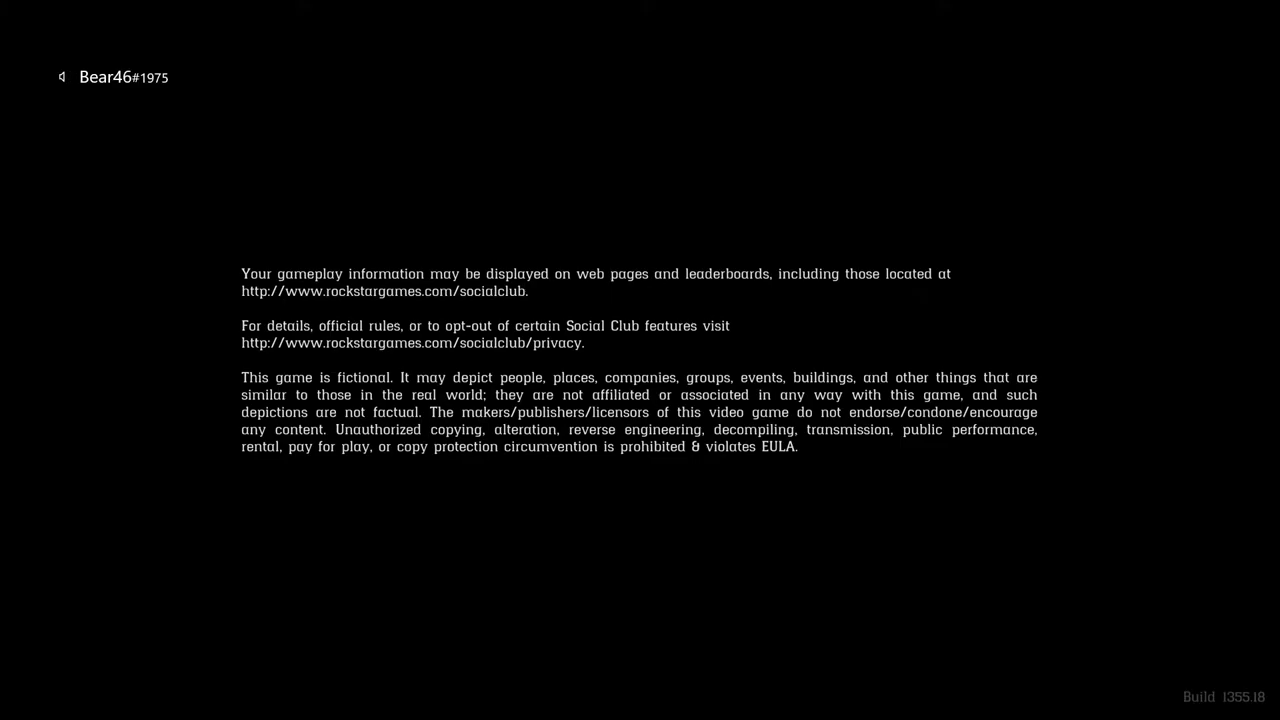 Bear46#1975
Your gameplay information may be displayed on web pages and leaderboards, including those located at
http://www.rockstargames.com/socialclub.
For details, official rules, or to opt-out of certain Social Club features visit
http://www.rockstargames.com/socialclub/privacy.
This game is fictional. It may depict people, places, companies, groups, events, buildings, and other things that are
similar to those in the real world; they are not affiliated or associated in any way with this game, and such
depictions are not factual. The makers/publishers/licensors of this video game do not endorse/condone/encourage
any content. Unauthorized copying, alteration, reverse engineering, decompiling, transmission, public performance,
rental, pay for play, or copy protection circumvention is prohibited & violates EULA.
Build 1355.18